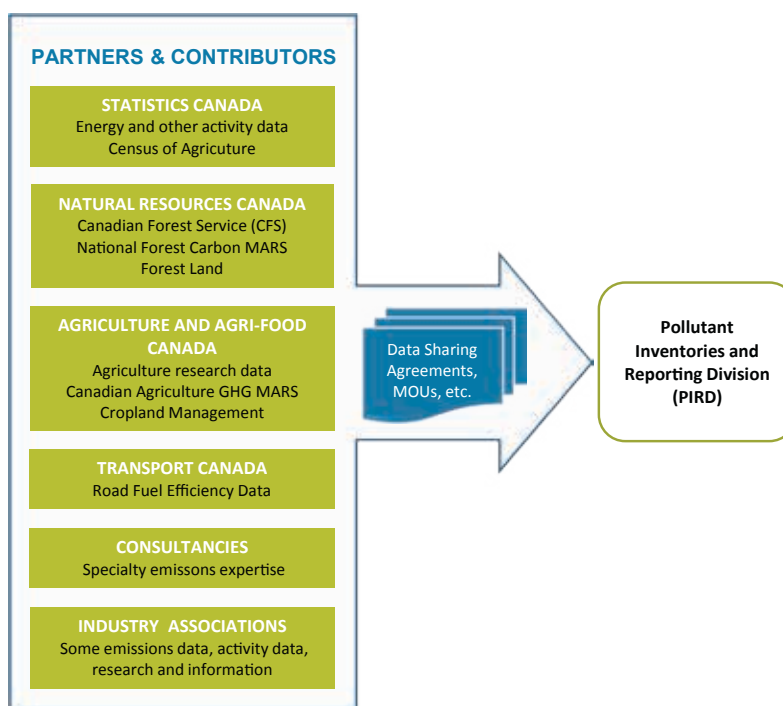 PARTNERS & CONTRIBUTORS
STATISTICS CANADA
Energy and other activity data
Census of Agricuture
NATURAL RESOURCES CANADA
Canadian Forest Service (CFS)
National Forest Carbon MARS
Forest Land
AGRICULTURE AND AGRI-FOOD
CANADA
Agriculture research data
Canadian Agriculture GHG MARS
Cropland Management
TRANSPORT CANADA
Road Fuel Efficiency Data
CONSULTANCIES
Specialty emissons expertise
INDUSTRY ASSOCIATIONS
Some emissions data, activity data,
research and information
Data Sharing
Agreements,
MOUs, etc.
Pollutant
Inventories and
Reporting Division
(PIRD)